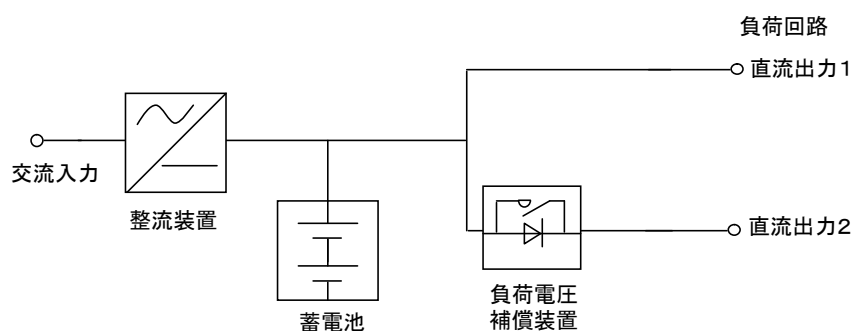 負荷回路
直流出力1
交流入力
整流装置
直流出力2
蓄電池
負荷電圧
補償装置